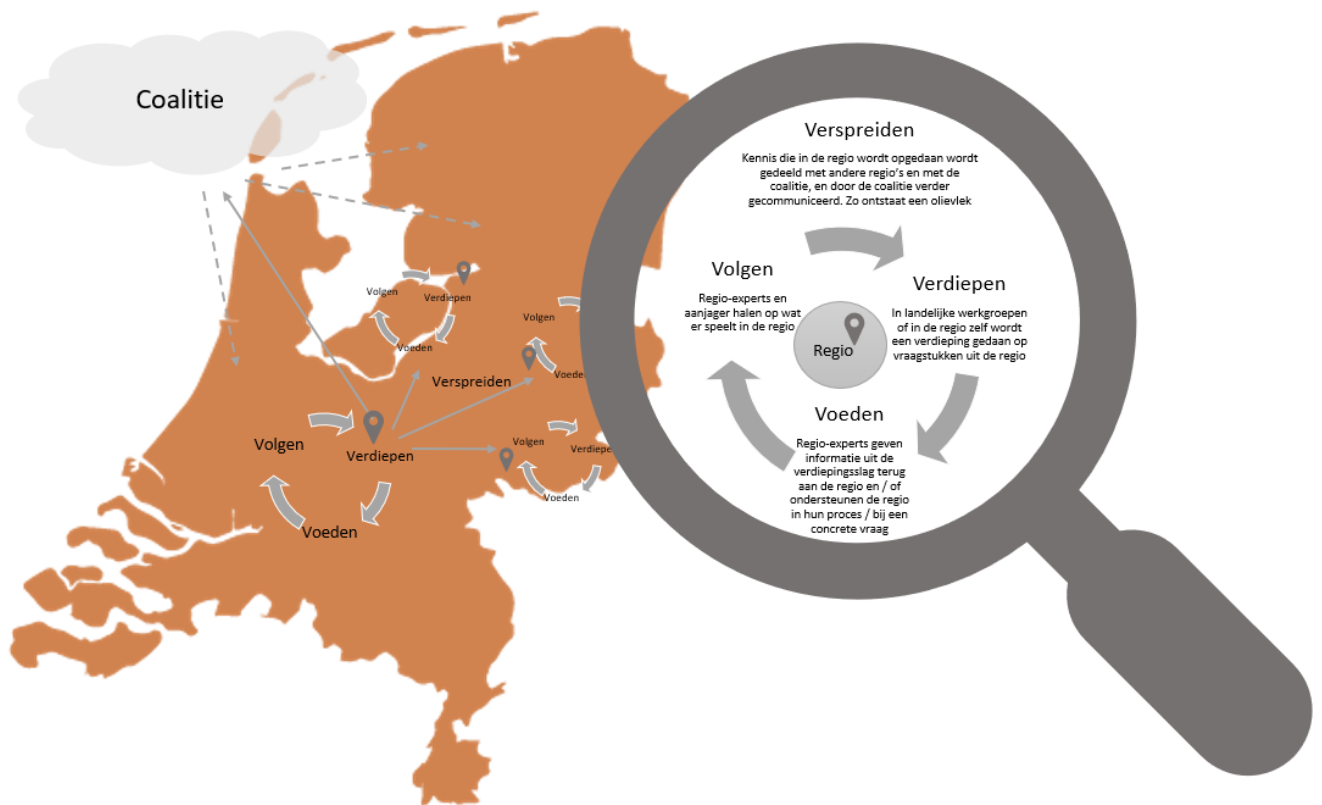 Coalitie
Volgen
Verdiepen
Voeden
Volgen
Voeden
Verspreiden
Volgen
Verdiepen
Voeden
Volgen
Verdiepen
Voeden
Verspreiden
Kennis die in de regio wordt opgedaan wordt
gedeeld met andere regio's en met de
coalitie, en door de coalitie verder
gecommuniceerd. Zo ontstaat een olievlek
Volgen
Regio-experts en
aanjager halen op wat
er speelt in de regio
Verdiepen
In landelijke werkgroepen
of in de regio zelf wordt
een verdieping gedaan op
vraagstukken uit de regio
Regio
Voeden
Regio-experts geven
informatie uit de
verdiepingsslag terug
aan de regio en / of
ondersteunen de regio
in hun proces / bij een
concrete vraag